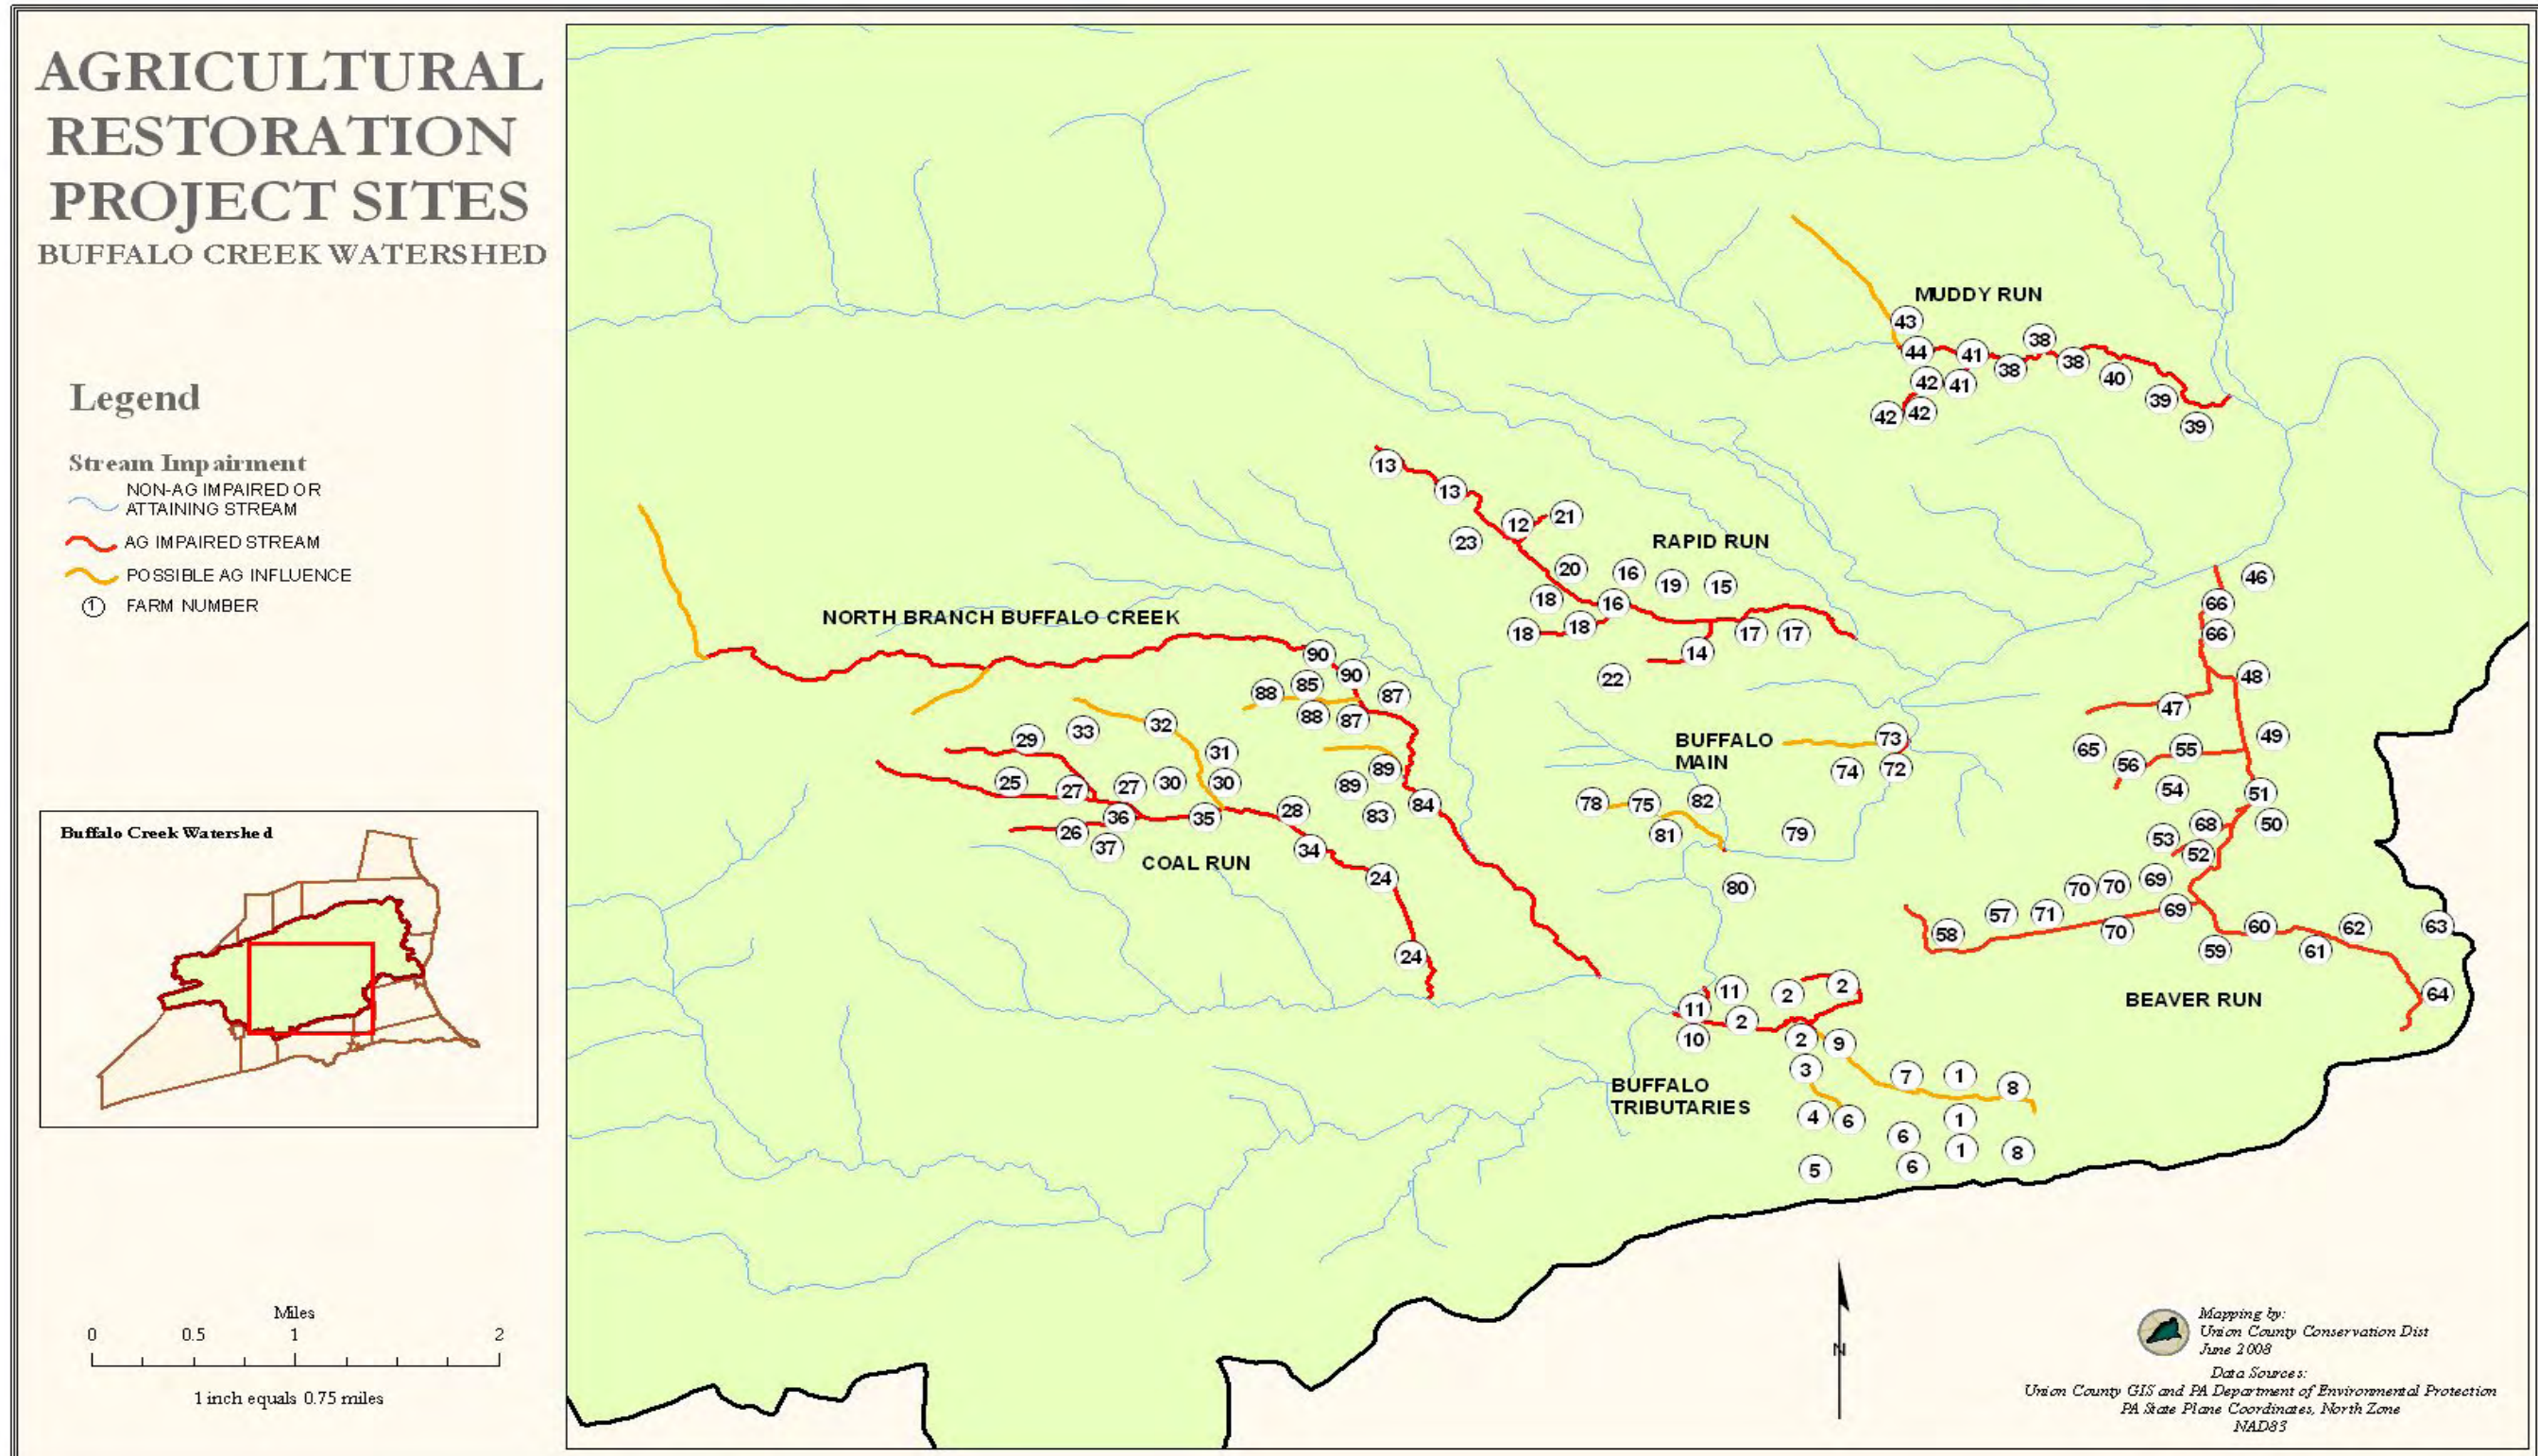 AGRICULTURAL
RESTORATION
PROJECT SITES
BUFFALO CREEK WATERSHED
Legend
Stream Impairment
NON-AG IMPAIRED OR
ATTAINING STREAM
AG IMPAIRED STREAM
POSSIBLE AG INFLUENCE
1 FARM NUMBER
Buffalo Creek Watershed
Miles
0 0.5 1 2
1 inch equals 0.75 miles
MUDDY RUN
43
44 41 38 38 38
42 41 40
42 42 39
39
13
13
12 21
23
RAPID RUN
20 16 19 15
18 16
18 18 17 17
14
22
NORTH BRANCH BUFFALO CREEK
90
90
88 85 87
88 87
89
89
83 84
33 32
29 31
25 27 27 30 30
36 35 28
26 37 34
COAL RUN
24
24
BUFFALO
MAIN
73
74 72
78 75 82
81 79
80
46
66
66
48
47
65 55 49
56
54 51
68 50
53 52
70 70 69
57 71 69
58 70 60 62 63
59 61
64
BEAVER RUN
11 2 2
11 2
10 2 9
3
BUFFALO
TRIBUTARIES
7 1 8
4 6 1
6 1 8
5 6
N
Mapping by:
Union County Conservation Dist
June 2008
Data Sources:
Union County GIS and PA Department of Environmental Protection
PA State Plane Coordinates, North Zone
NAD83